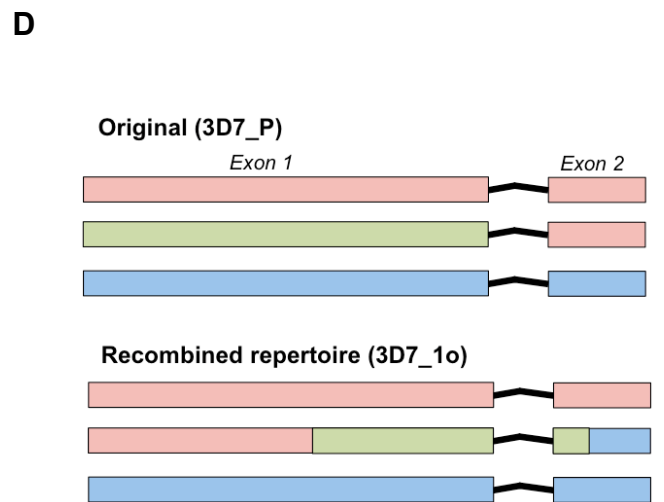 D
Original (3D7_P)
Exon 1 Exon 2
Recombined repertoire (3D7_1o)